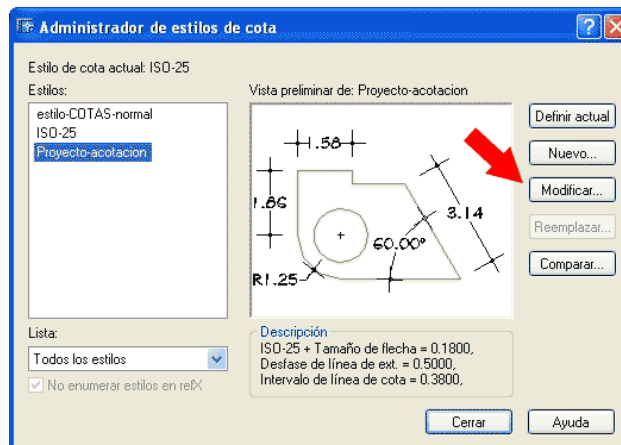 Administrador de estilos de cota
Estilo de cota actual: ISO-25
Estilos:
Vista preliminar de: Proyecto-acotacion
estilo-COTAS-normal
ISO-25
Proyecto-acotacion
1.58
1.86
3.14
60.00°
R1.25
Definir actual
Nuevo...
Modificar...
Reemplazar...
Comparar...
Lista:
Todos los estilos
No enumerar estilos en refX
Descripción
ISO-25 + Tamaño de flecha = 0.1800,
Desfase de línea de ext. = 0.5000,
Intervalo de línea de cota = 0.3800,
Cerrar
Ayuda